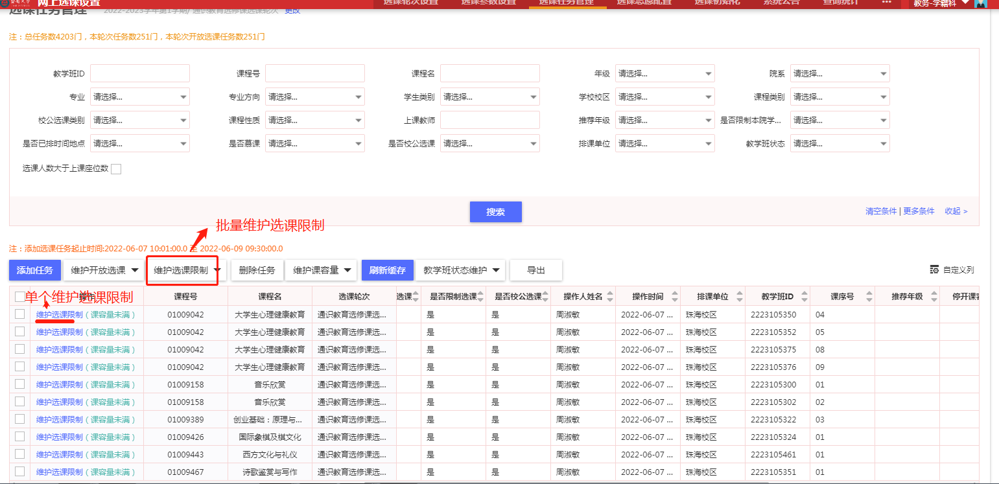 暨南大学 网上选课设置 选课轮次设置 选课参数设置 选课任务管理 选课志愿配置 选课初始化 系统公告 查询统计 ... 教务-学籍科
选课任务管理 2022-2023学年第1学期/ 通识教育选修课选课轮次 更改
注：总任务数4203门，本轮次任务数251门，本轮次开放选课任务数251门
教学班ID 课程号 课程名 年级 请选择... 院系 请选择...
专业 请选择... 专业方向 请选择... 学生类别 请选择... 学校校区 请选择... 课程类别 请选择...
校公选课类别 请选择... 课程性质 请选择... 上课教师 推荐年级 请选择... 是否限制本院学... 请选择...
是否已排时间地点 请选择... 是否慕课 请选择... 是否校公选课 请选择... 排课单位 请选择... 教学班状态 请选择...
选课人数大于上课座位数
搜索 清空条件 | 更多条件 收起 >
批量维护选课限制
注：添加选课任务起止时间:2022-06-07 10:01:00.0 至 2022-06-09 09:30:00.0
添加任务 维护开放选课 维护选课限制 删除任务 维护课容量 刷新缓存 教学班状态维护 导出 自定义列
单个维护选课限制
操作 课程号 课程名 选课轮次 选课 是否限制选课 是否校公选课 操作人姓名 操作时间 排课单位 教学班ID 课序号 推荐年级 停开课
维护选课限制 ( 课容量未满 ) 01009042 大学生心理健康教育 通识教育选修课选... 是 是 周淑敏 2022-06-07 ... 珠海校区 2223105350 04
维护选课限制 ( 课容量未满 ) 01009042 大学生心理健康教育 通识教育选修课选... 是 是 周淑敏 2022-06-07 ... 珠海校区 2223105352 05
维护选课限制 ( 课容量未满 ) 01009042 大学生心理健康教育 通识教育选修课选... 是 是 周淑敏 2022-06-07 ... 珠海校区 2223105375 08
维护选课限制 ( 课容量未满 ) 01009042 大学生心理健康教育 通识教育选修课选... 是 是 周淑敏 2022-06-07 ... 珠海校区 2223105376 09
维护选课限制 ( 课容量未满 ) 01009158 音乐欣赏 通识教育选修课选... 是 是 周淑敏 2022-06-07 ... 珠海校区 2223105300 01
维护选课限制 ( 课容量未满 ) 01009158 音乐欣赏 通识教育选修课选... 是 是 周淑敏 2022-06-07 ... 珠海校区 2223105302 02
维护选课限制 ( 课容量未满 ) 01009389 创业基础：原理与... 通识教育选修课选... 是 是 周淑敏 2022-06-07 ... 珠海校区 2223105322 03
维护选课限制 ( 课容量未满 ) 01009426 国际象棋及棋文化 通识教育选修课选... 是 是 周淑敏 2022-06-07 ... 珠海校区 2223105324 01
维护选课限制 ( 课容量未满 ) 01009443 西方文化与礼仪 通识教育选修课选... 是 是 周淑敏 2022-06-07 ... 珠海校区 2223105461 01
维护选课限制 ( 课容量未满 ) 01009467 诗歌鉴赏与写作 通识教育选修课选... 是 是 周淑敏 2022-06-07 ... 珠海校区 2223105351 01